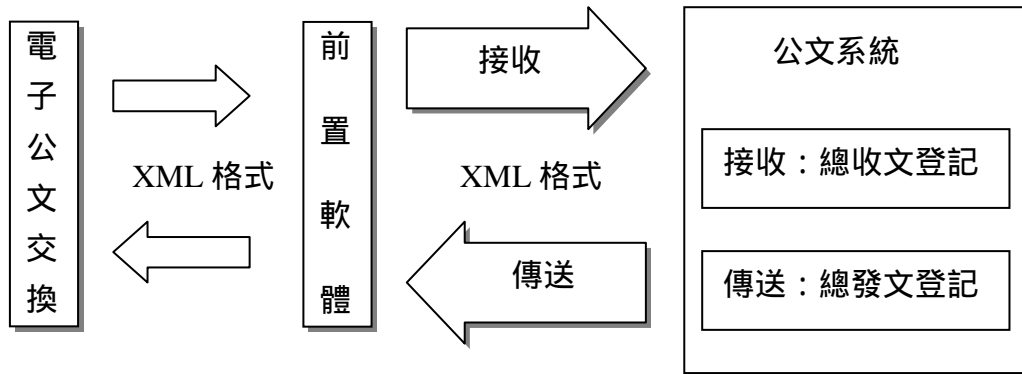 電子公文交換
XML 格式
前置軟體
接收
XML 格式
傳送
公文系統
接收：總收文登記
傳送：總發文登記